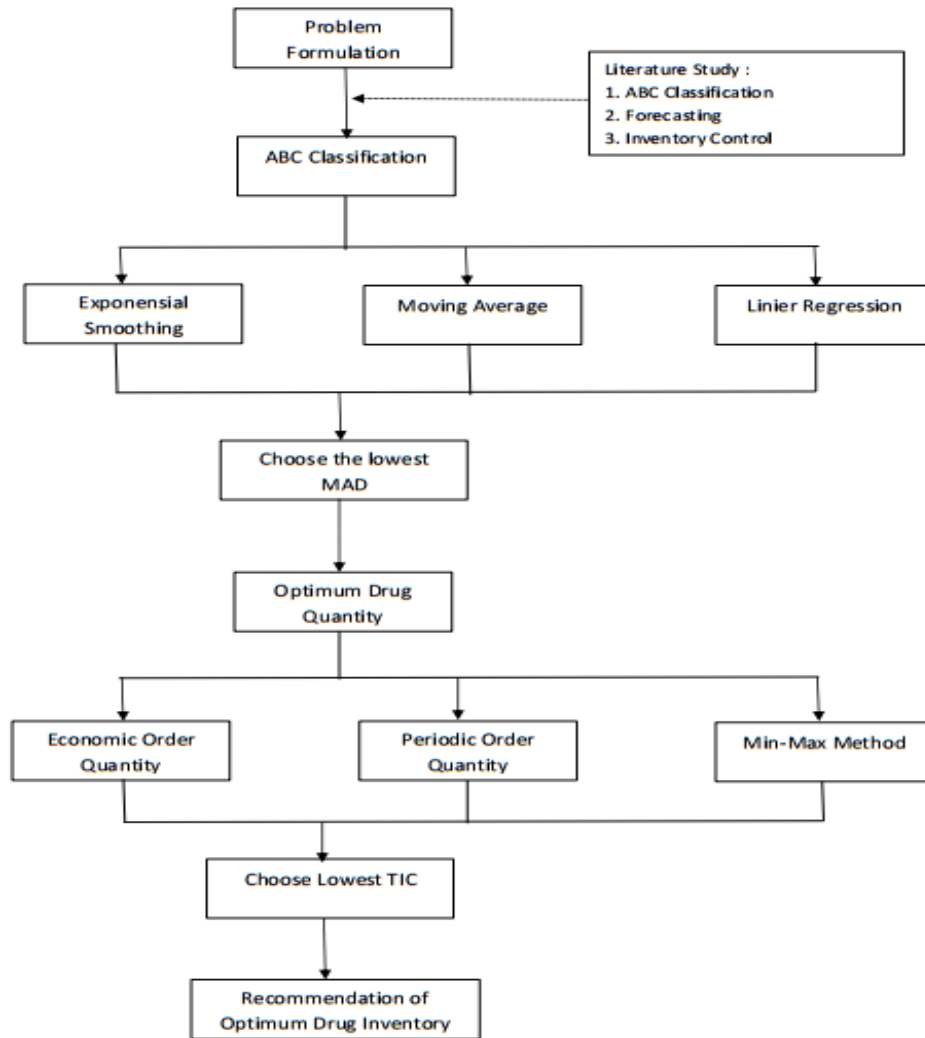 Problem
Formulation
Literature Study :
1. ABC Classification
2. Forecasting
3. Inventory Control
ABC Classification
Exponensial
Smoothing
Moving Average
Linier Regression
Choose the lowest
MAD
Optimum Drug
Quantity
Economic Order
Quantity
Periodic Order
Quantity
Min-Max Method
Choose Lowest TIC
Recommendation of
Optimum Drug Inventory